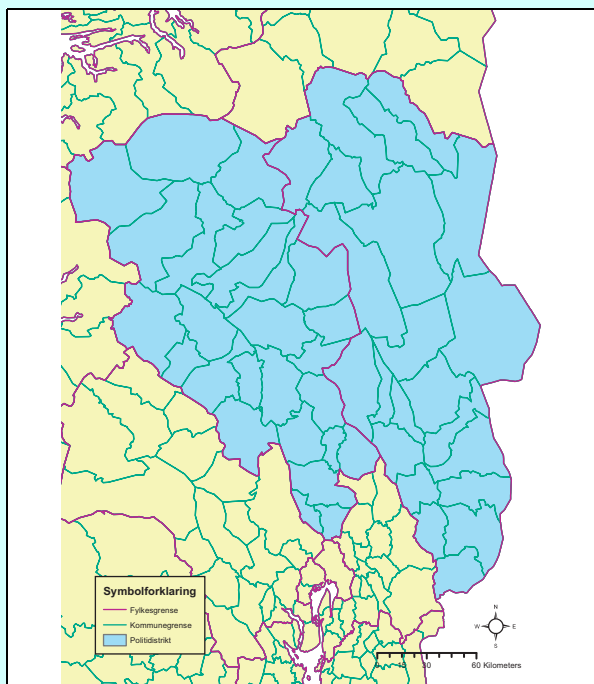 Symbolforklaring
Fylkesgrense
Kommunegrense
Politidistrikt
N
W E
S
0 15 30 60 Kilometers